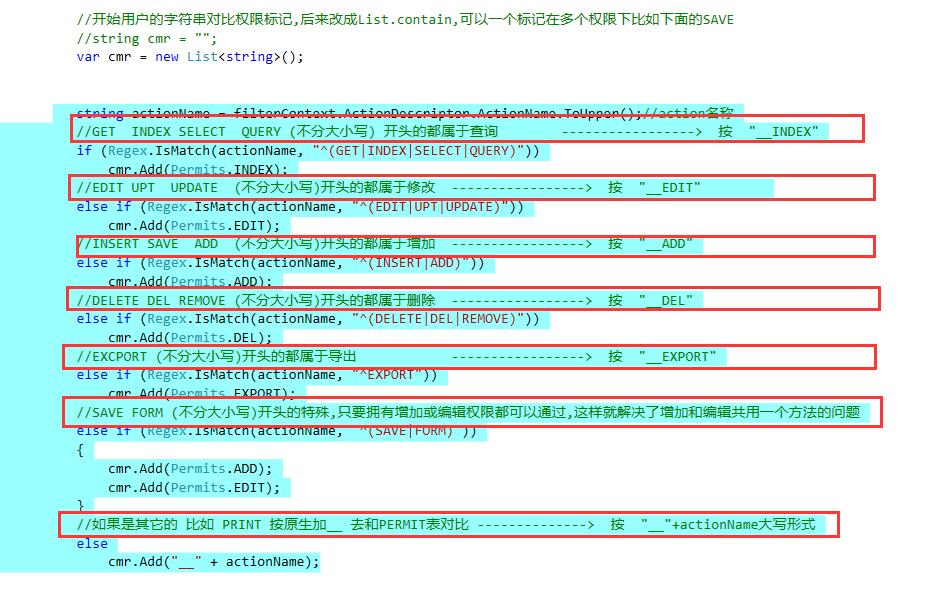 //开始用户的字符串对比权限标记,后来改成List.contain,可以一个标记在多个权限下比如下面的SAVE
//string cmr = "";
var cmr = new List<string>();
string actionName = filterContext.ActionDescriptor.ActionName.ToUpper();//action名称
//GET  INDEX SELECT  QUERY (不分大小写) 开头的都属于查询        -----------------> 按  "__INDEX"
if (Regex.IsMatch(actionName, "^(GET|INDEX|SELECT|QUERY)"))
    cmr.Add(Permits.INDEX);
//EDIT UPT  UPDATE  (不分大小写)开头的都属于修改  -----------------> 按  "__EDIT"
else if (Regex.IsMatch(actionName, "^(EDIT|UPT|UPDATE)"))
    cmr.Add(Permits.EDIT);
//INSERT SAVE  ADD  (不分大小写)开头的都属于增加  -----------------> 按  "__ADD"
else if (Regex.IsMatch(actionName, "^(INSERT|ADD)"))
    cmr.Add(Permits.ADD);
//DELETE DEL REMOVE (不分大小写)开头的都属于删除  -----------------> 按  "__DEL"
else if (Regex.IsMatch(actionName, "^(DELETE|DEL|REMOVE)"))
    cmr.Add(Permits.DEL);
//EXCPORT (不分大小写)开头的都属于导出            -----------------> 按  "__EXPORT"
else if (Regex.IsMatch(actionName, "^EXPORT"))
    cmr.Add(Permits.EXPORT);
//SAVE FORM (不分大小写)开头的特殊,只要拥有增加或编辑权限都可以通过,这样就解决了增加和编辑共用一个方法的问题
else if (Regex.IsMatch(actionName, "^(SAVE|FORM)"))
{
    cmr.Add(Permits.ADD);
    cmr.Add(Permits.EDIT);
}
//如果是其它的 比如 PRINT 按原生加__ 去和PERMIT表对比 --------------> 按  "__"+actionName大写形式
else
    cmr.Add("__" + actionName);